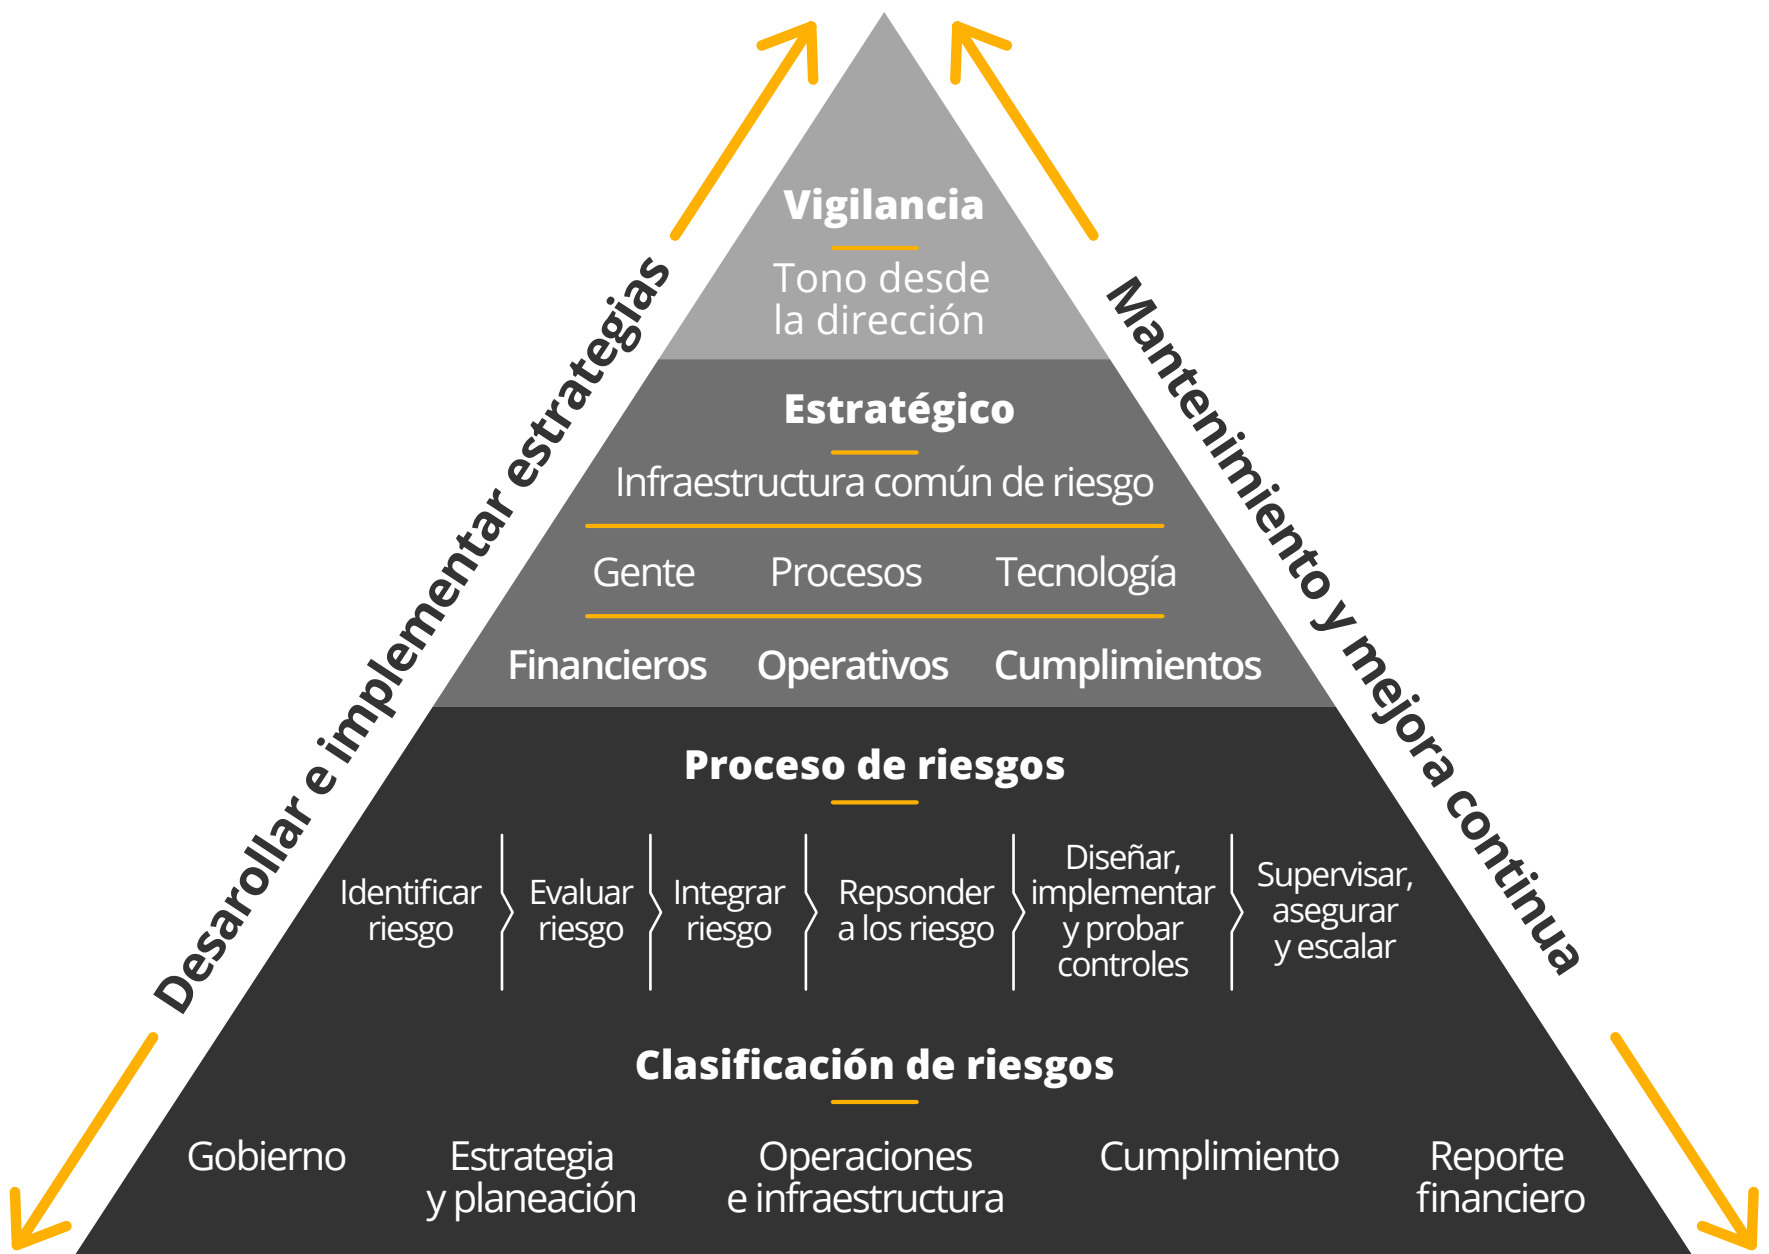 Vigilancia
Tono desde
la dirección
Estratégico
Infraestructura común de riesgo
Gente Procesos Tecnología
Financieros Operativos Cumplimientos
Proceso de riesgos
Identificar
riesgo
Evaluar
riesgo
Integrar
riesgo
Repsonder
a los riesgo
Diseñar,
implementar
y probar
controles
Supervisar,
asegurar
y escalar
Clasificación de riesgos
Gobierno
Estrategia
y planeación
Operaciones
e infraestructura
Cumplimiento
Reporte
financiero
Desarollar e implementar estrategias
Mantenimiento y mejora continua